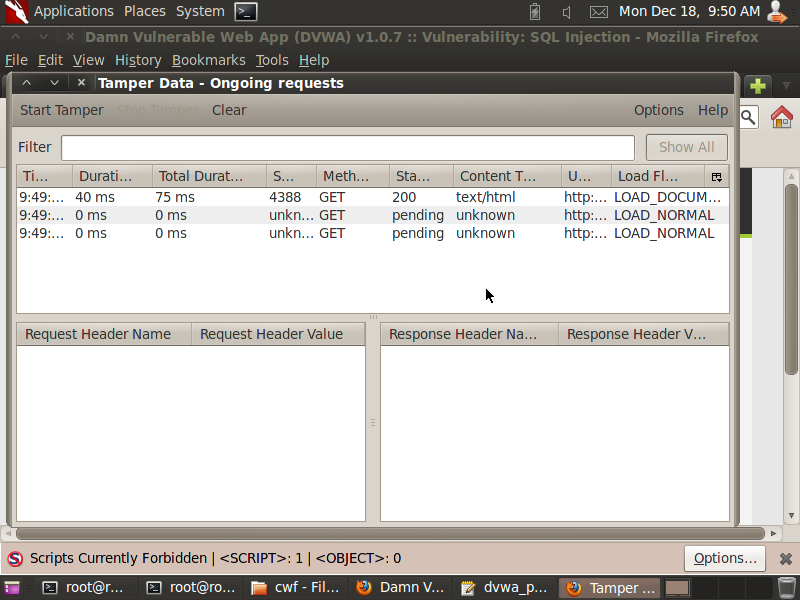 Applications Places System Mon Dec 18, 9:50 AM
Damn Vulnerable Web App (DVWA) v1.0.7 :: Vulnerability: SQL Injection - Mozilla Firefox
File Edit View History Bookmarks Tools Help
Tamper Data - Ongoing requests
Start Tamper Stop Tamper Clear Options Help
Filter Show All
Ti... Durati... Total Durat... S... Meth... Sta... Content T... U... Load Fl...
9:49:... 40 ms 75 ms 4388 GET 200 text/html http:... LOAD_DOCUM...
9:49:... 0 ms 0 ms unkn... GET pending unknown http:... LOAD_NORMAL
9:49:... 0 ms 0 ms unkn... GET pending unknown http:... LOAD_NORMAL
Request Header Name Request Header Value Response Header Na... Response Header V...
Scripts Currently Forbidden | <SCRIPT>: 1 | <OBJECT>: 0 Options...
root@r... root@ro... cwf - Fil... Damn V... dvwa_p... Tamper ...